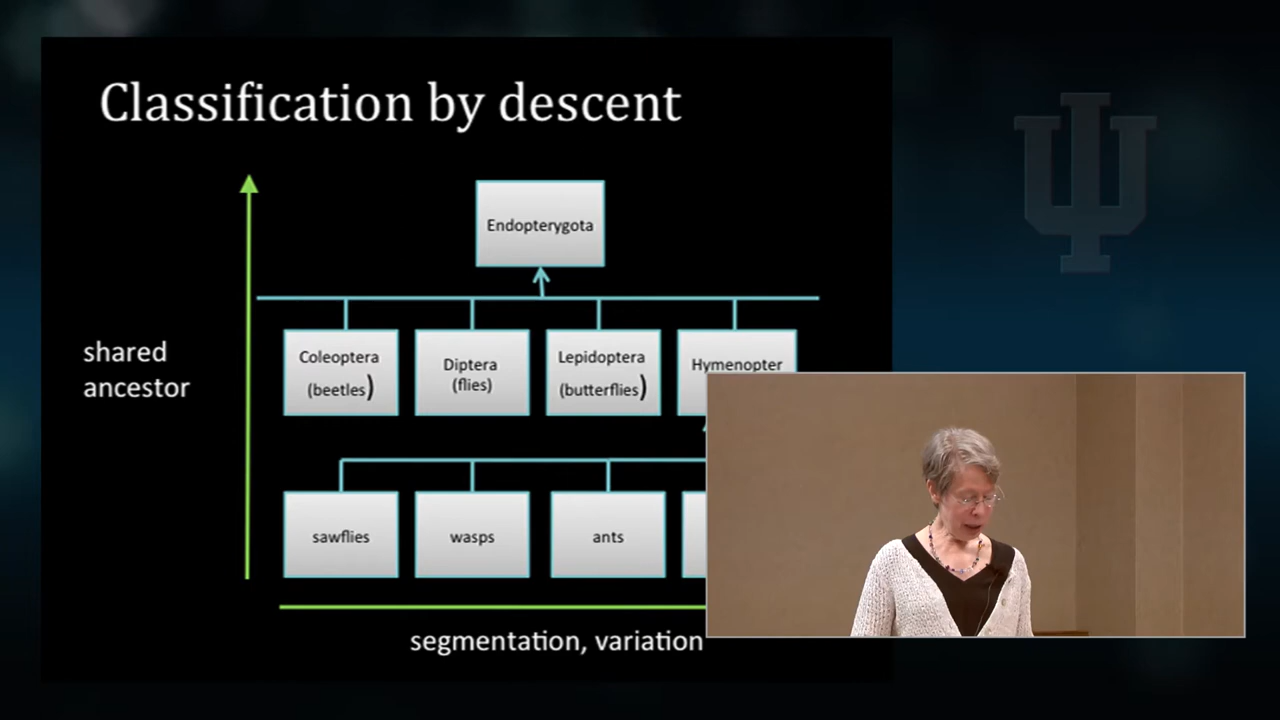 Classification by descent
Endopterygota
shared
ancestor
Coleoptera
(beetles)
Diptera
(flies)
Lepidoptera
(butterflies)
Hymenopter
sawflies
wasps
ants
segmentation, variation